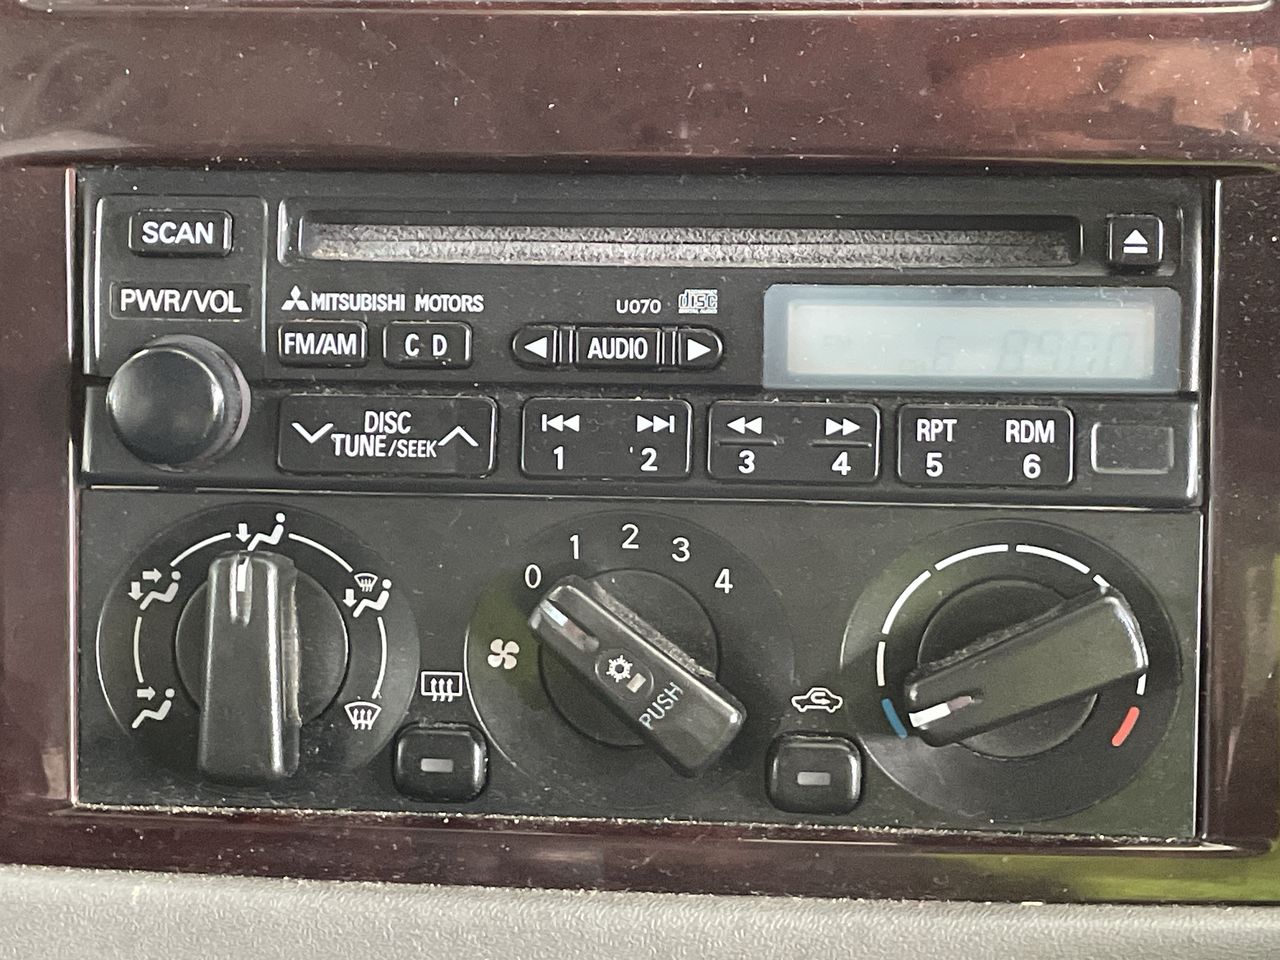 SCAN
PWR/VOL
MITSUBISHI MOTORS
U070
disc
FM/AM
CD
AUDIO
DISC
TUNE/SEEK
1
2
3
4
RPT
5
RDM
6
0
1
2
3
4
PUSH